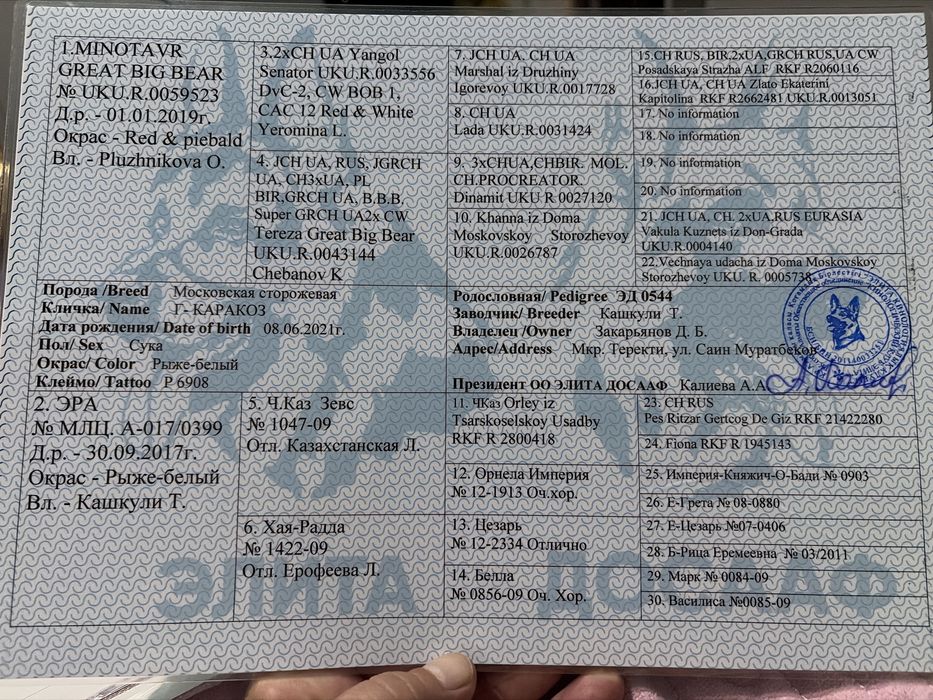 1.MINOTAVR
GREAT BIG BEAR
№ UKU.R.0059523
Д.р. - 01.01.2019г.
Окрас - Red & piebald
Вл. - Pluzhnikova O.
3.2xCH UA Yangol
Senator UKU.R.0033556
DvC-2, CW BOB 1,
CAC 12 Red & White
Yeromina L.
4. JCH UA, RUS, JGRCH
UA, CH3xUA, PL
BIR,GRCH UA, B.B.B.
Super GRCH UA2x CW
Tereza Great Big Bear
UKU.R.0043144
Chebanov K
7. JCH UA. CH UA
Marshal iz Druzhiny
Igorevoy UKU.R.0017728
8. CH UA
Lada UKU.R.0031424
9. 3xCHUA,CHBIR. MOL.
CH.PROCREATOR.
Dinamit UKU R 0027120
10. Khanna iz Doma
Moskovskoy Storozhevoy
UKU.R.0026787
15.CH RUS, BIR.2xUA,GRCH RUS,UA CW
Posadskaya Strazha ALF RKF R2060116
16.JCH UA, CH UA Zlato Ekaterini
Kapitolina RKF R2662481 UKU.R.0013051
17. No information
18. No information
19. No information
20. No information
21. JCH UA, CH. 2xUA,RUS EURASIA
Vakula Kuznets iz Don-Grada
UKU.R.0004140
22.Vechnaya udacha iz Doma Moskovskoy
Storozhevoy UKU. R. 0005738
Порода /Breed Московская сторожевая
Кличка/ Name Г- КАРАКОЗ
Дата рождения/ Date of birth 08.06.2021г.
Пол/ Sex Сука
Окрас/ Color Рыже-белый
Клеймо/ Tattoo Р 6908
Родословная/ Pedigree ЭД 0544
Заводчик/ Breeder Кашкули Т.
Владелец /Owner Закарьянов Д. Б.
Адрес/Address Мкр. Теректи, ул. Саин Муратбеков
Президент ОО ЭЛИТА ДОСААФ Калиева А.А.
2. ЭРА
№ МЛЦ. А-017/0399
Д.р. - 30.09.2017г.
Окрас - Рыже-белый
Вл. - Кашкули Т.
5. Ч.Каз Зевс
№ 1047-09
Отл. Казахстанская Л.
6. Хая-Радда
№ 1422-09
Отл. Ерофеева Л.
11. ЧКаз Orley iz
Tsarskoselskoy Usadby
RKF R 2800418
12. Орнела Империя
№ 12-1913 Оч.хор.
13. Цезарь
№ 12-2334 Отлично
14. Белла
№ 0856-09 Оч. Хор.
23. CH RUS
Pes Ritzar Gertcog De Giz RKF 21422280
24. Fiona RKF R 1945143
25. Империя-Княжич-О-Бади № 0903
26. Е-Грета № 08-0880
27. Е-Цезарь №07-0406
28. Б-Рица Еремеевна № 03/2011
29. Марк № 0084-09
30. Василиса №0085-09
ЭЛИТА ДОСААФ